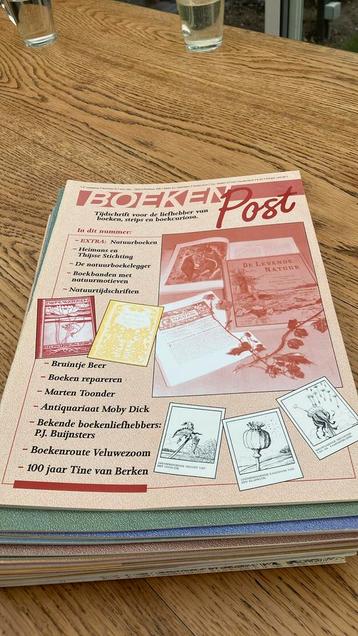 BOEKEN Post
Tijdschrift voor de liefhebber van
boeken, strips en boekcuriosa.
In dit nummer:
– EXTRA: Natuurboeken
– Heimans en
Thijsse Stichting
– De natuurboekelegger
– Boekbanden met
natuurmotieven
– Natuurtijdschriften
DE LEVENDE
NATUUR
– Bruintje Beer
– Boeken repareren
– Marten Toonder
– Antiquariaat Moby Dick
– Bekende boekenliefhebbers:
P.J. Buijnsters
– Boekenroute Veluwezoom
– 100 jaar Tine van Berken